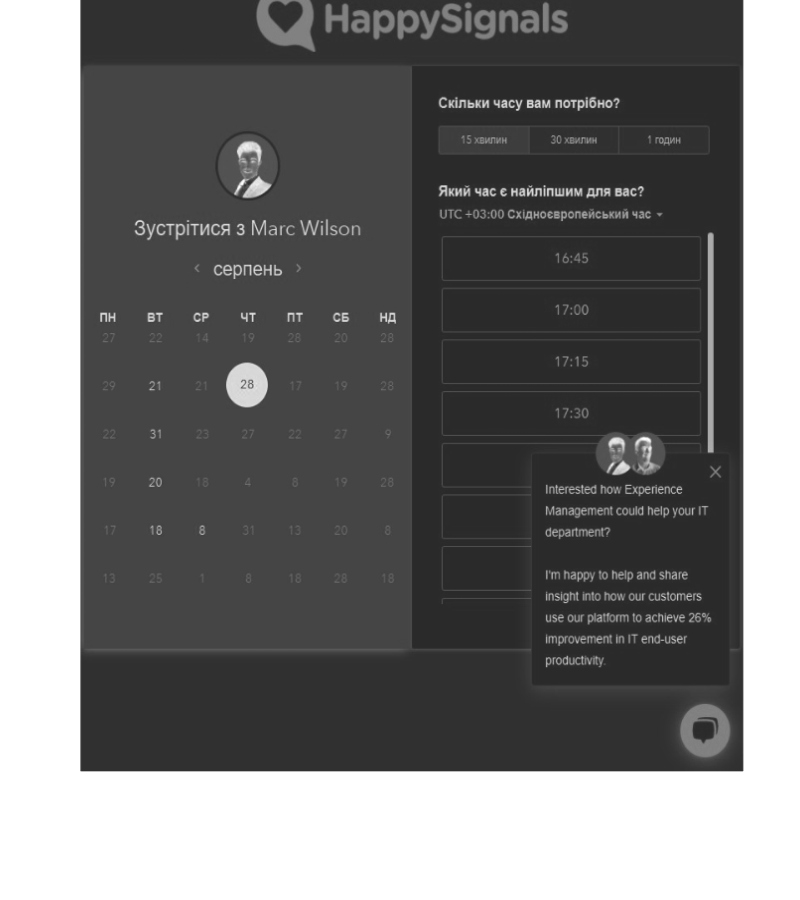 HappySignals
Зустрітися з Marc Wilson
серпень
ПН ВТ СР ЧТ ПТ СБ НД
27 22 14 19 28 20 28
29 21 21 28 17 19 28
22 31 23 27 22 27 9
19 20 18 4 8 19 28
17 18 8 31 13 20 8
13 25 1 8 18 28 18
Скільки часу вам потрібно?
15 хвилин 30 хвилин 1 годин
Який час є найліпшим для вас?
UTC +03:00 Східноєвропейський час
16:45
17:00
17:15
17:30
Interested how Experience
Management could help your IT
department?
I'm happy to help and share
insight into how our customers
use our platform to achieve 26%
improvement in IT end-user
productivity.